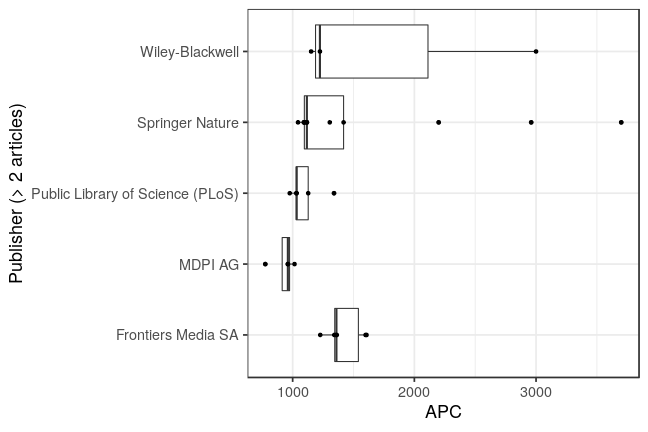 Publisher (> 2 articles)
Wiley-Blackwell
Springer Nature
Public Library of Science (PLoS)
MDPI AG
Frontiers Media SA
1000 2000 3000
APC